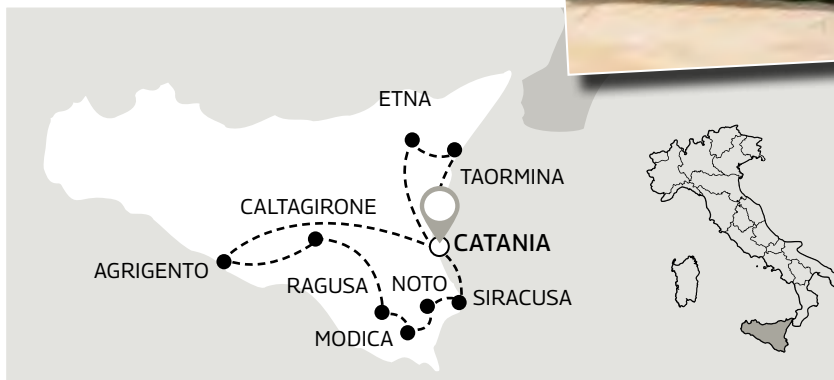 ETNA
TAORMINA
CALTAGIRONE
CATANIA
AGRIGENTO
RAGUSA
NOTO
SIRACUSA
MODICA